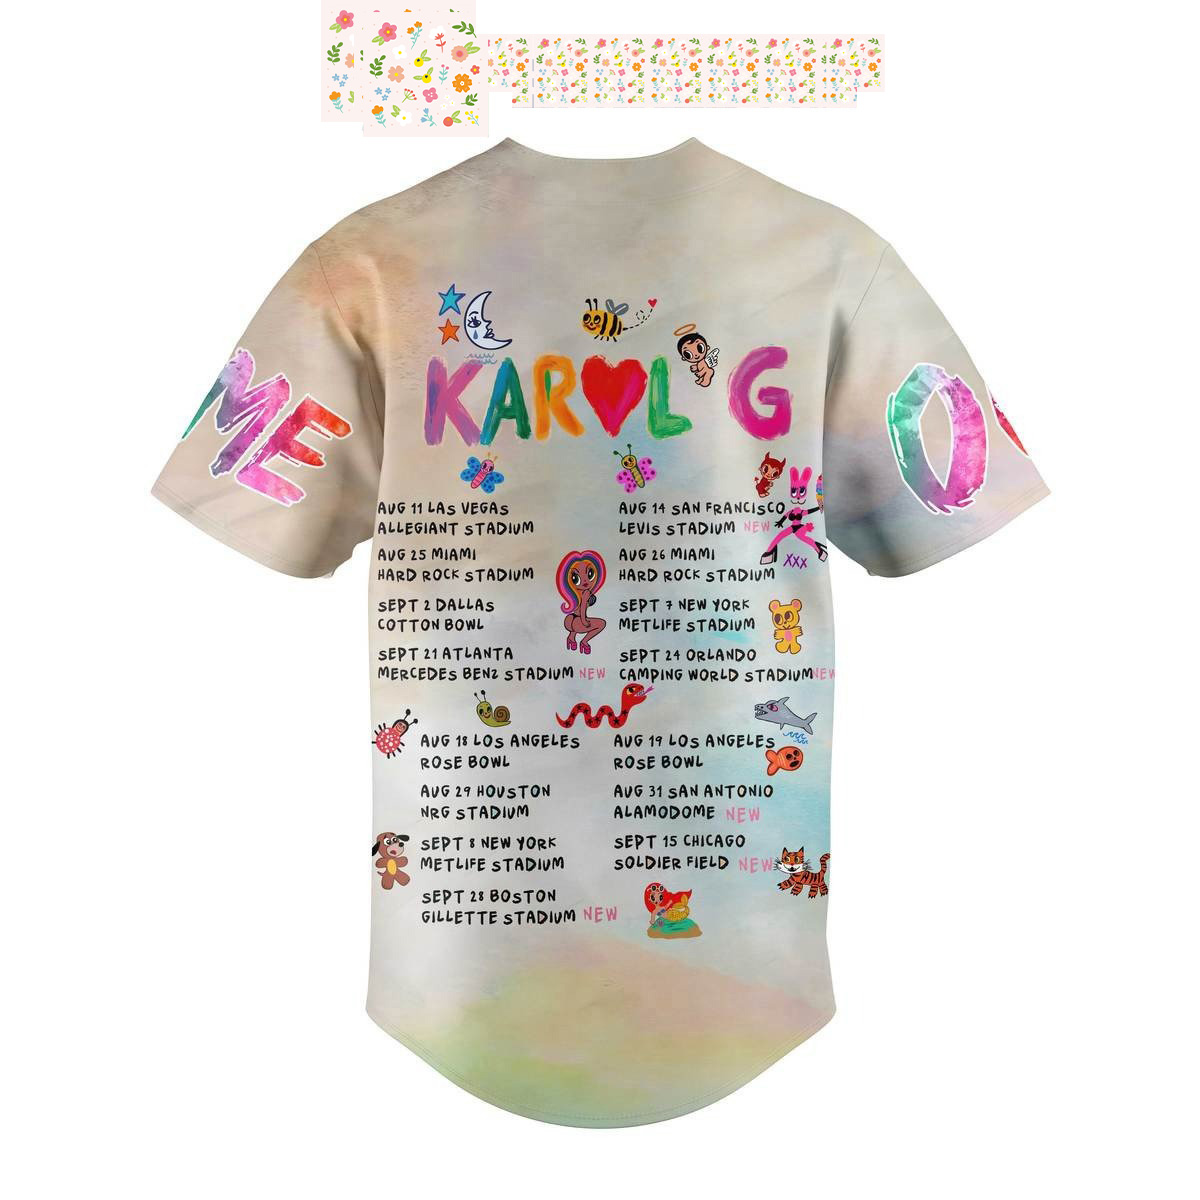 KAROL G
ME
O
AUG 11 LAS VEGAS
ALLEGIANT STADIUM
AUG 25 MIAMI
HARD ROCK STADIUM
SEPT 2 DALLAS
COTTON BOWL
SEPT 21 ATLANTA
MERCEDES BENZ STADIUM NEW
AUG 14 SAN FRANCISCO
LEVIS STADIUM NEW
XXX
AUG 26 MIAMI
HARD ROCK STADIUM
SEPT 7 NEW YORK
METLIFE STADIUM
SEPT 24 ORLANDO
CAMPING WORLD STADIUM NEW
AUG 18 LOS ANGELES
ROSE BOWL
AUG 29 HOUSTON
NRG STADIUM
SEPT 8 NEW YORK
METLIFE STADIUM
SEPT 28 BOSTON
GILLETTE STADIUM NEW
AUG 19 LOS ANGELES
ROSE BOWL
AUG 31 SAN ANTONIO
ALAMODOME NEW
SEPT 15 CHICAGO
SOLDIER FIELD NEW